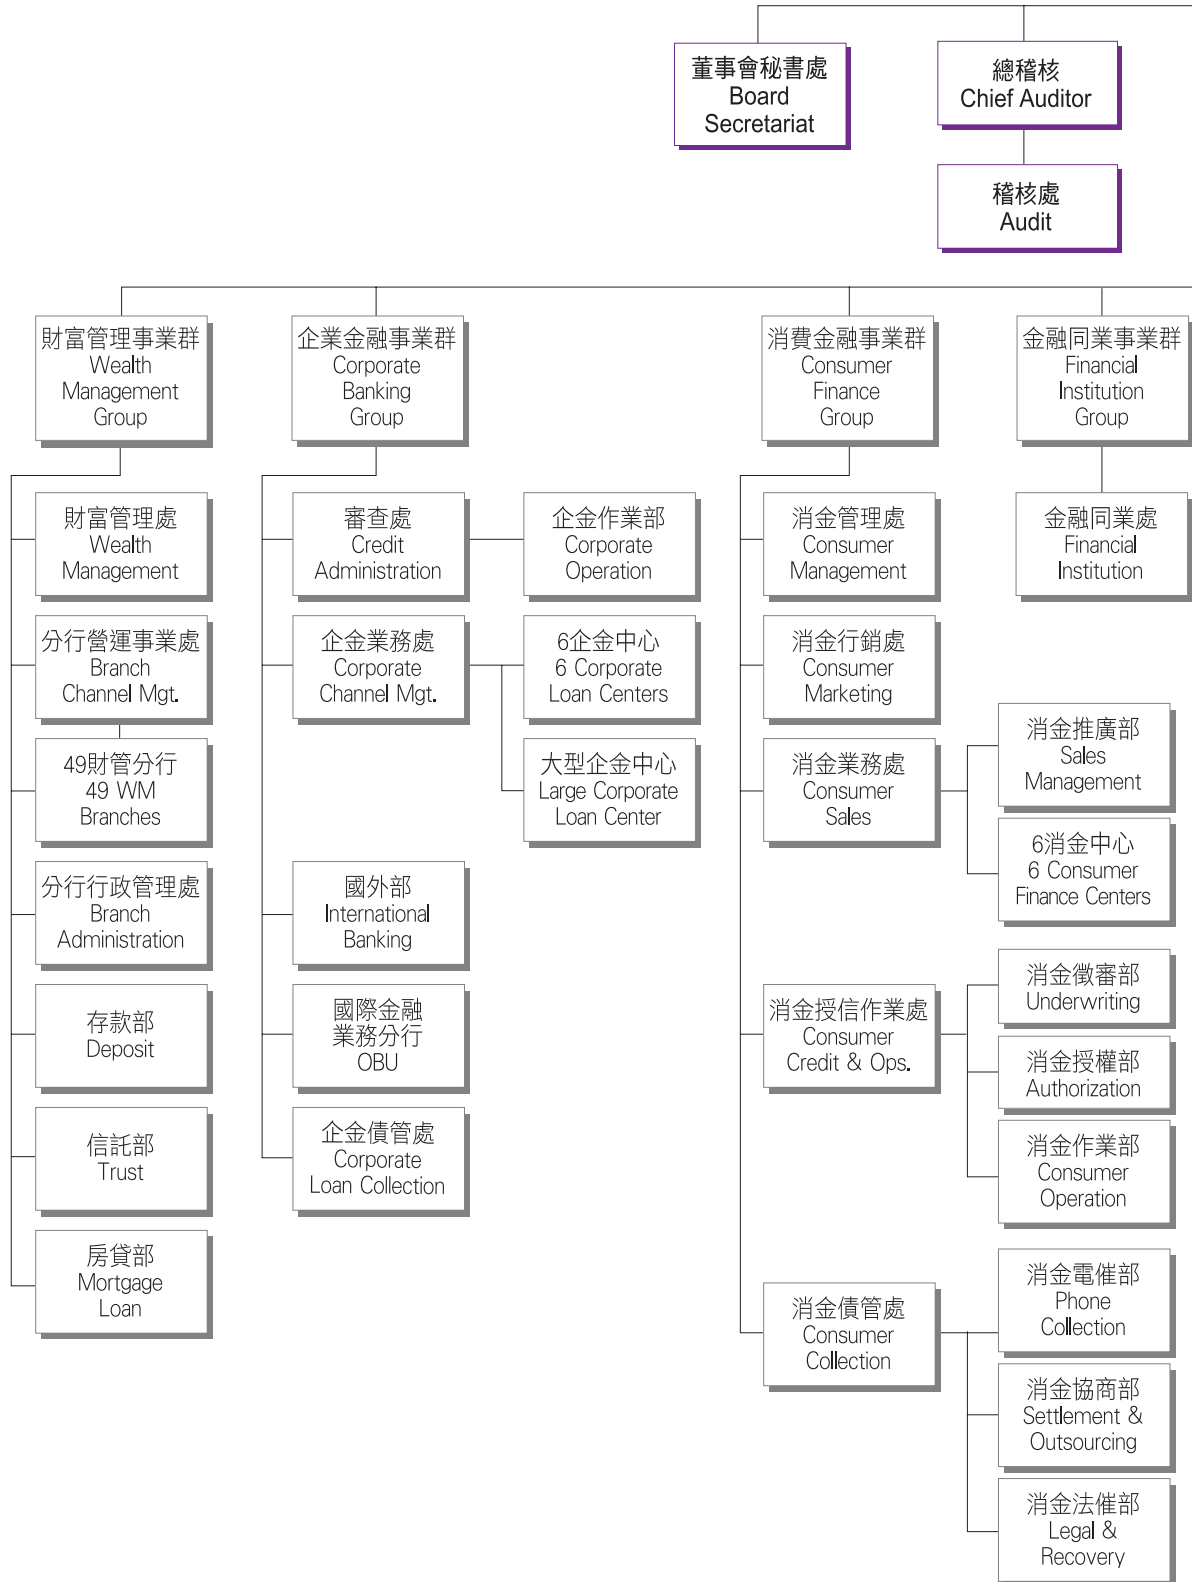 董事會秘書處
Board
Secretariat
總稽核
Chief Auditor
稽核處
Audit
財富管理事業群
Wealth
Management
Group
企業金融事業群
Corporate
Banking
Group
消費金融事業群
Consumer
Finance
Group
金融同業事業群
Financial
Institution
Group
財富管理處
Wealth
Management
分行營運事業處
Branch
Channel Mgt.
49財管分行
49 WM
Branches
分行行政管理處
Branch
Administration
存款部
Deposit
信託部
Trust
房貸部
Mortgage
Loan
審查處
Credit
Administration
企金作業部
Corporate
Operation
企金業務處
Corporate
Channel Mgt.
6企金中心
6 Corporate
Loan Centers
大型企金中心
Large Corporate
Loan Center
國外部
International
Banking
國際金融
業務分行
OBU
企金債管處
Corporate
Loan Collection
消金管理處
Consumer
Management
消金行銷處
Consumer
Marketing
消金業務處
Consumer
Sales
消金推廣部
Sales
Management
6消金中心
6 Consumer
Finance Centers
消金授信作業處
Consumer
Credit & Ops.
消金徵審部
Underwriting
消金授權部
Authorization
消金作業部
Consumer
Operation
消金債管處
Consumer
Collection
消金電催部
Phone
Collection
消金協商部
Settlement &
Outsourcing
消金法催部
Legal &
Recovery
金融同業處
Financial
Institution